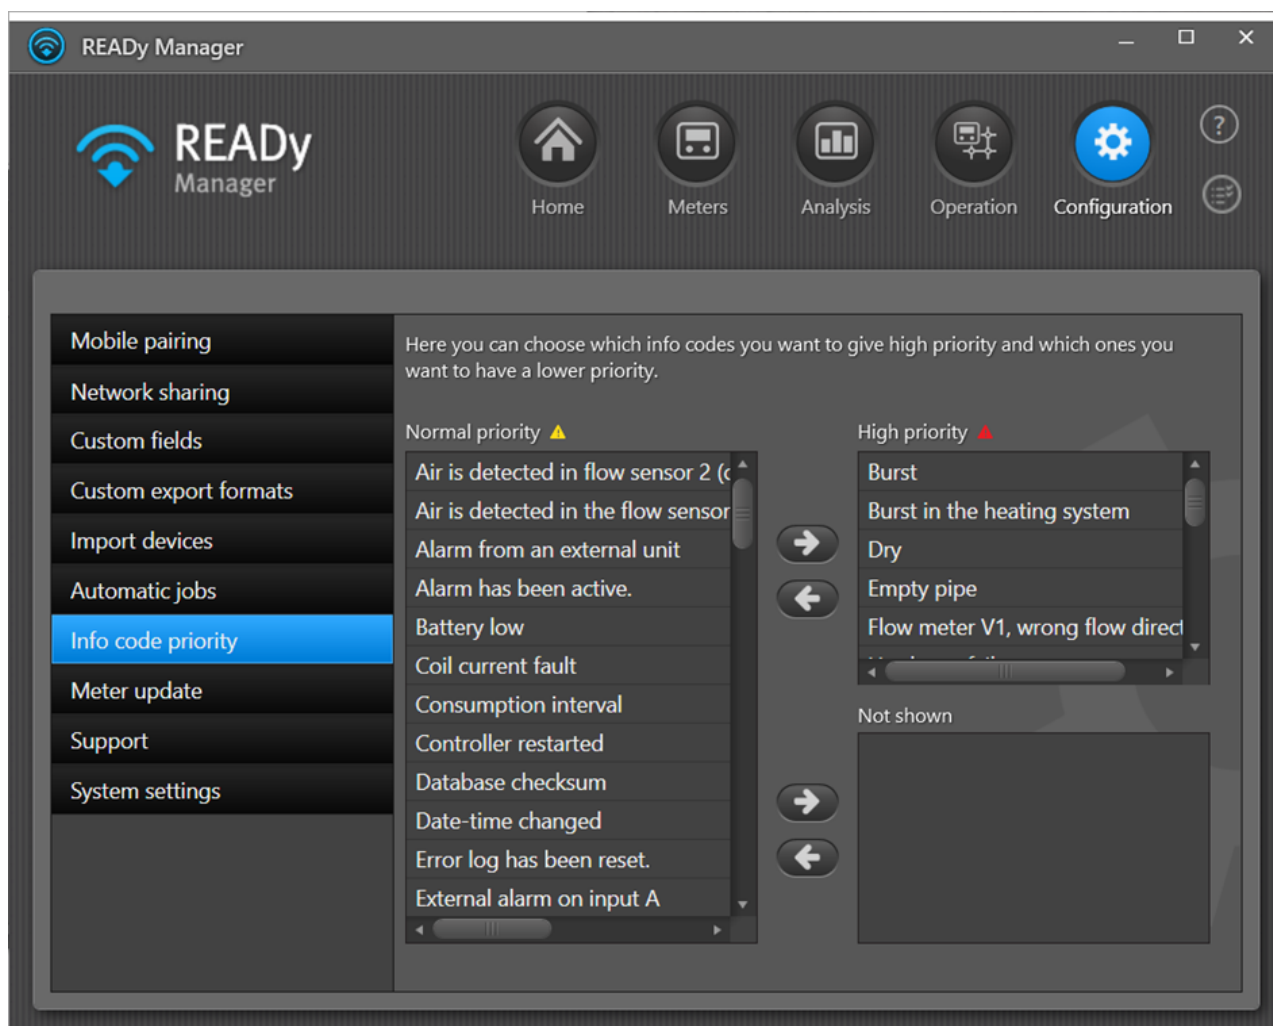 READy Manager
READy
Manager
Home
Meters
Analysis
Operation
Configuration
Mobile pairing
Network sharing
Custom fields
Custom export formats
Import devices
Automatic jobs
Info code priority
Meter update
Support
System settings
Here you can choose which info codes you want to give high priority and which ones you
want to have a lower priority.
Normal priority
Air is detected in flow sensor 2 (c
Air is detected in the flow sensor
Alarm from an external unit
Alarm has been active.
Battery low
Coil current fault
Consumption interval
Controller restarted
Database checksum
Date-time changed
Error log has been reset.
External alarm on input A
High priority
Burst
Burst in the heating system
Dry
Empty pipe
Flow meter V1, wrong flow direct
Not shown